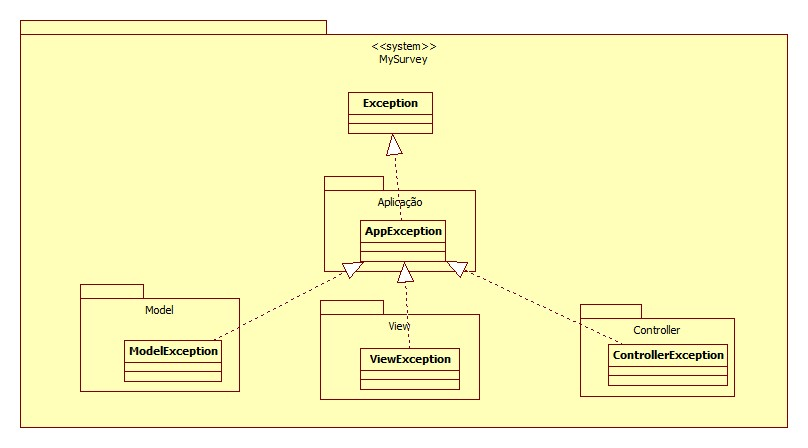 <<system>>
MySurvey
Exception
Aplicação
AppException
Model
ModelException
View
ViewException
Controller
ControllerException